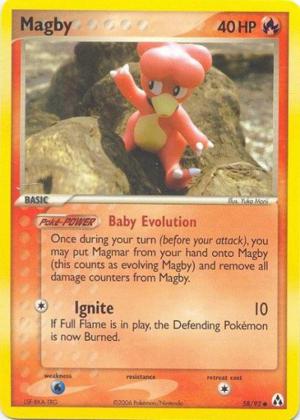 Magby 40 HP
BASIC
Illus. Yuka Morii
Poké-POWER Baby Evolution
Once during your turn (before your attack), you
may put Magmar from your hand onto Magby
(this counts as evolving Magby) and remove all
damage counters from Magby.
Ignite 10
If Full Flame is in play, the Defending Pokémon
is now Burned.
weakness resistance retreat cost
©2006 Pokémon/Nintendo 58/92